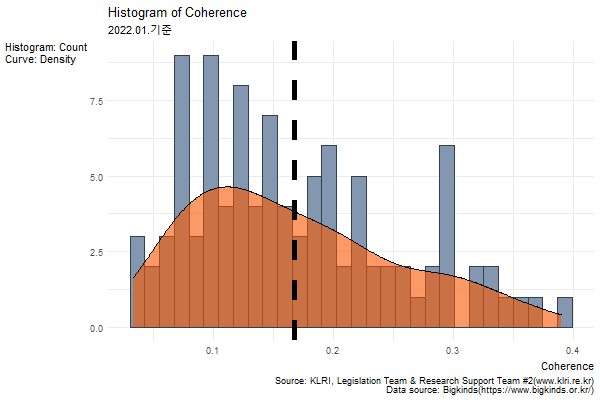 Histogram of Coherence
2022.01.기준
Histogram: Count
Curve: Density
7.5
5.0
2.5
0.0
0.1
0.2
0.3
0.4
Coherence
Source: KLRI, Legislation Team & Research Support Team #2(www.klri.re.kr)
Data source: Bigkinds(https://www.bigkinds.or.kr/)